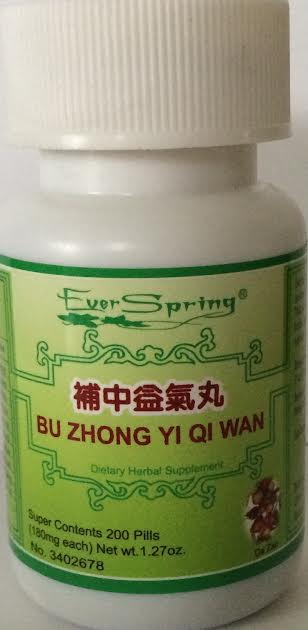 Ever Spring®
補中益氣丸
BU ZHONG YI QI WAN
Dietary Herbal Supplement
Super Contents 200 Pills
(180mg each) Net wt.1.27oz.
No. 3402678
Da Zao